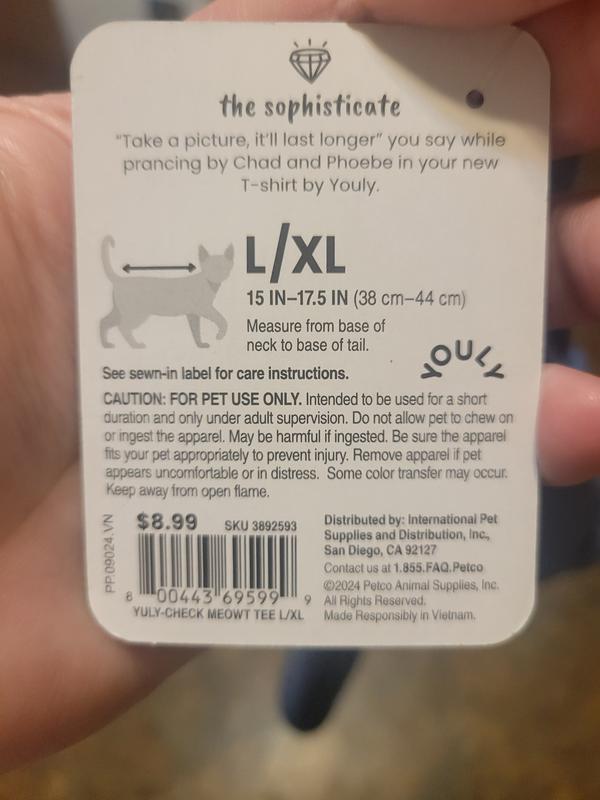 the sophisticate
"Take a picture, it'll last longer" you say while
prancing by Chad and Phoebe in your new
T-shirt by Youly.
L/XL
15 IN–17.5 IN (38 cm–44 cm)
Measure from base of
neck to base of tail.
YOULY
See sewn-in label for care instructions.
CAUTION: FOR PET USE ONLY. Intended to be used for a short
duration and only under adult supervision. Do not allow pet to chew on
or ingest the apparel. May be harmful if ingested. Be sure the apparel
fits your pet appropriately to prevent injury. Remove apparel if pet
appears uncomfortable or in distress. Some color transfer may occur.
Keep away from open flame.
PP.09024.VN
$8.99 SKU 3892593
8 00443 69599 9
YULY-CHECK MEOWT TEE L/XL
Distributed by: International Pet
Supplies and Distribution, Inc.,
San Diego, CA 92127
Contact us at 1.855.FAQ.Petco
©2024 Petco Animal Supplies, Inc.
All Rights Reserved.
Made Responsibly in Vietnam.